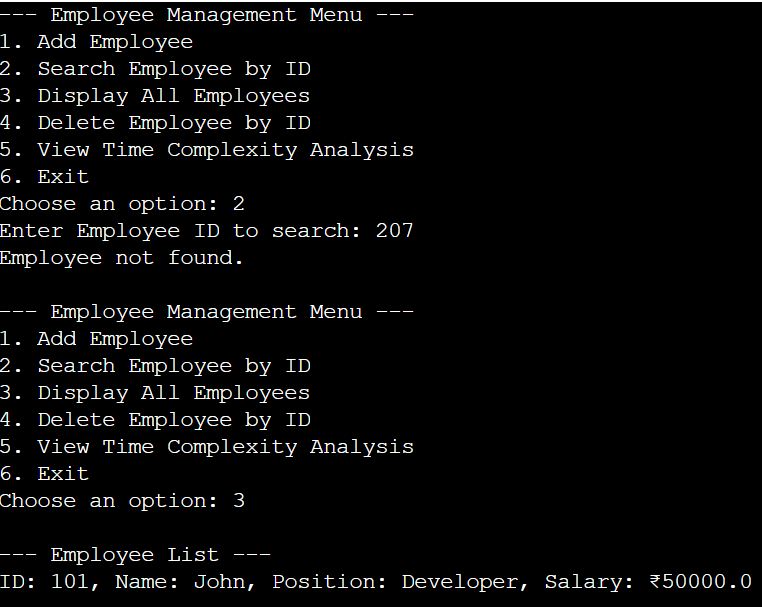 --- Employee Management Menu ---
1. Add Employee
2. Search Employee by ID
3. Display All Employees
4. Delete Employee by ID
5. View Time Complexity Analysis
6. Exit
Choose an option: 2
Enter Employee ID to search: 207
Employee not found.

--- Employee Management Menu ---
1. Add Employee
2. Search Employee by ID
3. Display All Employees
4. Delete Employee by ID
5. View Time Complexity Analysis
6. Exit
Choose an option: 3

--- Employee List ---
ID: 101, Name: John, Position: Developer, Salary: ₹50000.0